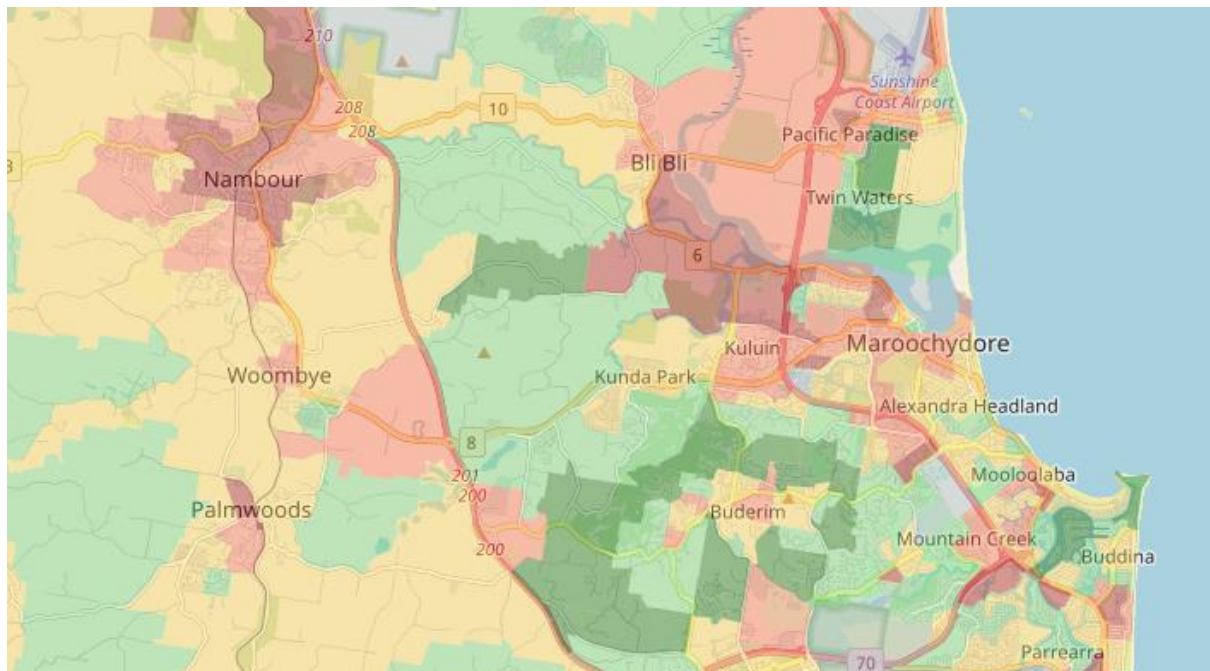 210
Sunshine
Coast Airport
208
10
208
Pacific Paradise
Bli Bli
Nambour
Twin Waters
6
Kuluin
Maroochydore
Woombye
Kunda Park
Alexandra Headland
8
201
Mooloolaba
200
Palmwoods
Buderim
Mountain Creek
200
Buddina
Parrearra
70